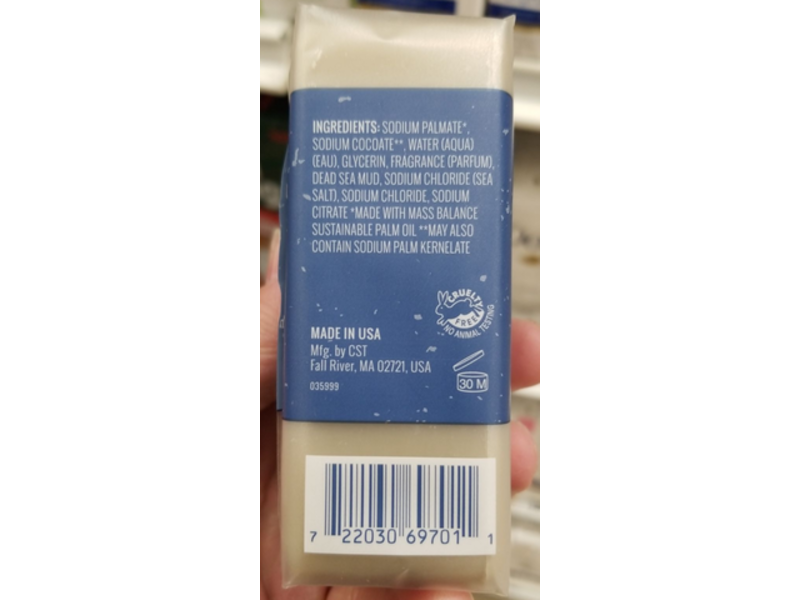 INGREDIENTS: SODIUM PALMATE*,
SODIUM COCOATE**, WATER (AQUA)
(EAU), GLYCERIN, FRAGRANCE (PARFUM),
DEAD SEA MUD, SODIUM CHLORIDE (SEA
SALT), SODIUM CHLORIDE, SODIUM
CITRATE *MADE WITH MASS BALANCE
SUSTAINABLE PALM OIL **MAY ALSO
CONTAIN SODIUM PALM KERNELATE
CRUELTY
FREE
NO ANIMAL TESTING
MADE IN USA
Mfg. by CST
Fall River, MA 02721, USA
035999
30 M
7 22030 69701 1